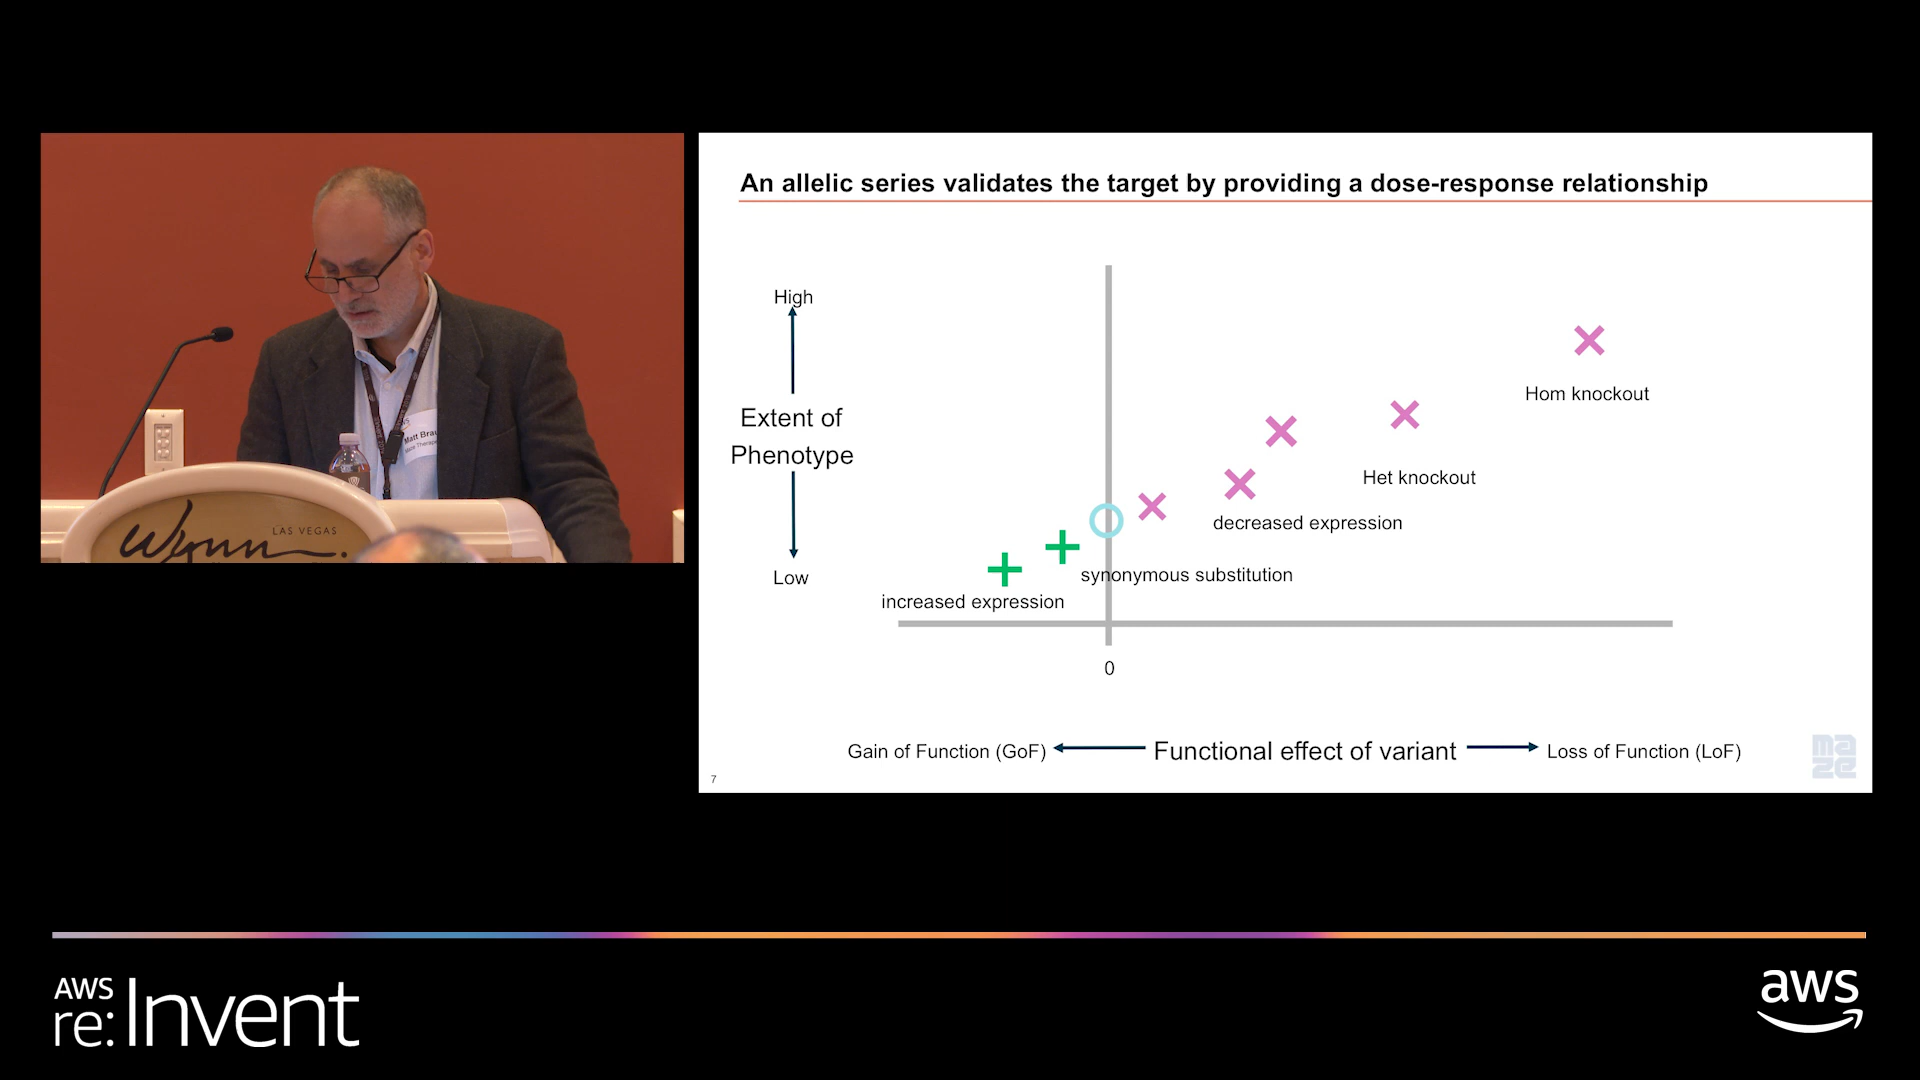 An allelic series validates the target by providing a dose-response relationship
High
Extent of
Phenotype
Low
Hom knockout
Het knockout
decreased expression
synonymous substitution
increased expression
0
Gain of Function (GoF)
Functional effect of variant
Loss of Function (LoF)
7
maze
Matt
Wynn
LAS VEGAS
AWS
re:Invent
aws